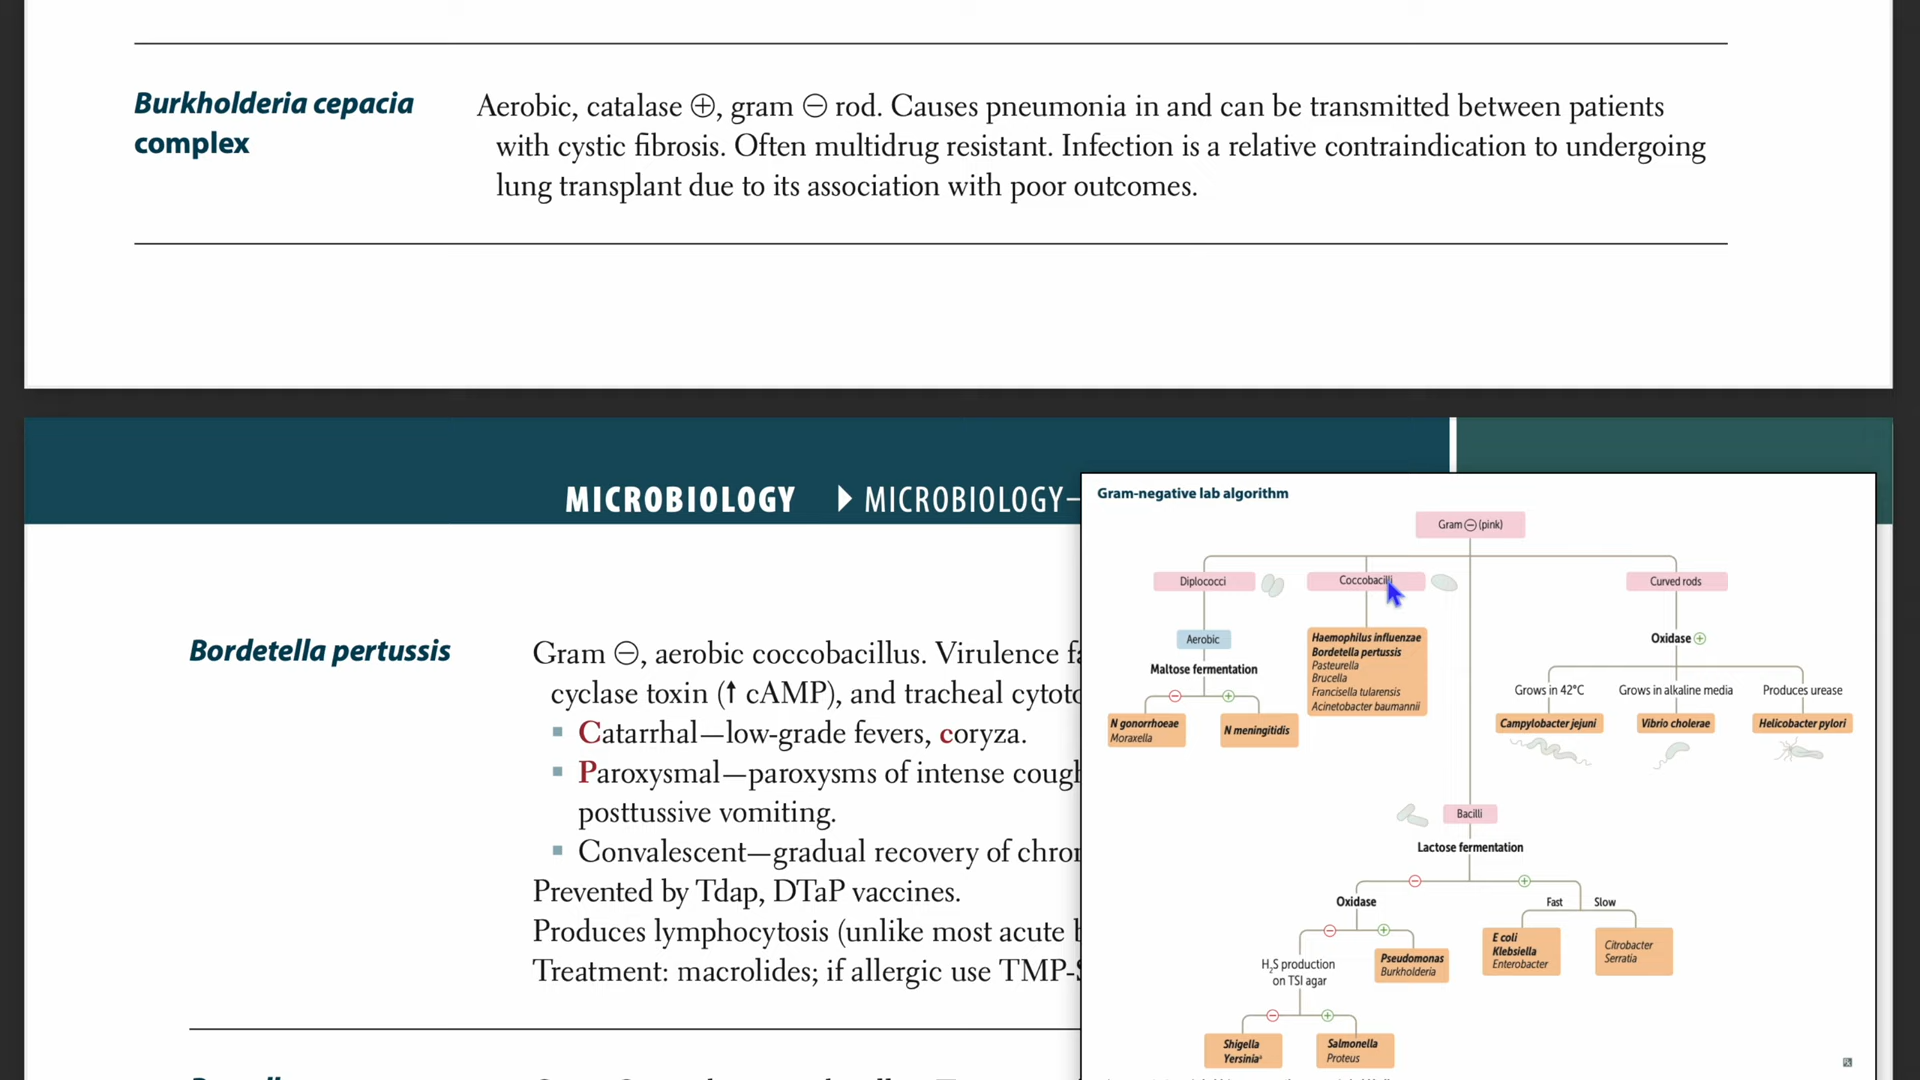 Burkholderia cepacia
complex
Aerobic, catalase ⊕, gram ⊖ rod. Causes pneumonia in and can be transmitted between patients
with cystic fibrosis. Often multidrug resistant. Infection is a relative contraindication to undergoing
lung transplant due to its association with poor outcomes.
MICROBIOLOGY ▶ MICROBIOLOGY–
Bordetella pertussis
Gram ⊖, aerobic coccobacillus. Virulence
cyclase toxin (↑ cAMP), and tracheal
▪ Catarrhal—low-grade fevers, coryza.
▪ Paroxysmal—paroxysms of intense
posttussive vomiting.
▪ Convalescent—gradual recovery of
Prevented by Tdap, DTaP vaccines.
Produces lymphocytosis (unlike most acute
Treatment: macrolides; if allergic use
Gram-negative lab algorithm
Gram ⊖ (pink)
Diplococci
Coccobacilli
Curved rods
Aerobic
Maltose fermentation
⊖ ⊕
N gonorrhoeae
Moraxella
N meningitidis
Haemophilus influenzae
Bordetella pertussis
Pasteurella
Brucella
Francisella tularensis
Acinetobacter baumannii
Oxidase ⊕
Grows in 42°C
Grows in alkaline media
Produces urease
Campylobacter jejuni
Vibrio cholerae
Helicobacter pylori
Bacilli
Lactose fermentation
⊖ ⊕
Oxidase
Fast
Slow
⊖ ⊕
E coli
Klebsiella
Enterobacter
Citrobacter
Serratia
H₂S production
on TSI agar
Pseudomonas
Burkholderia
⊖ ⊕
Shigella
Yersiniaᵃ
Salmonella
Proteus